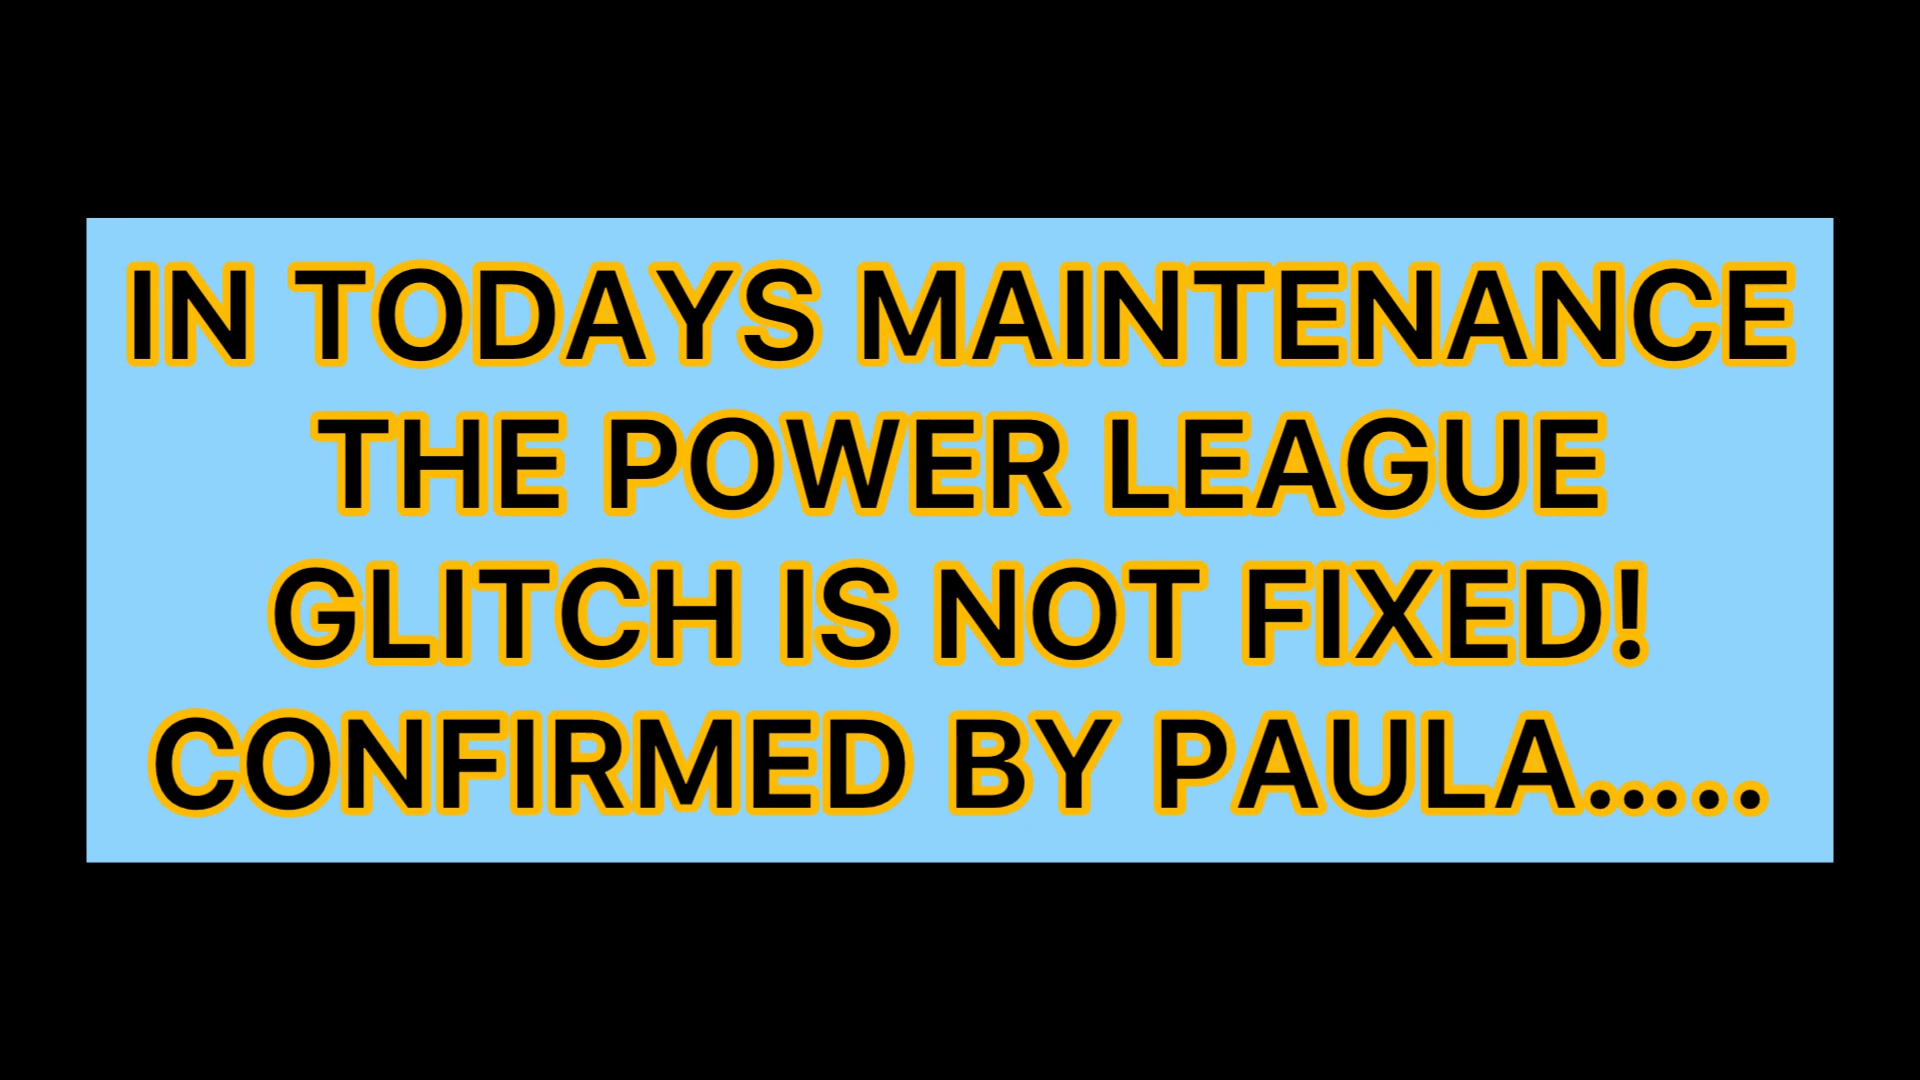 IN TODAYS MAINTENANCE
THE POWER LEAGUE
GLITCH IS NOT FIXED!
CONFIRMED BY PAULA.....